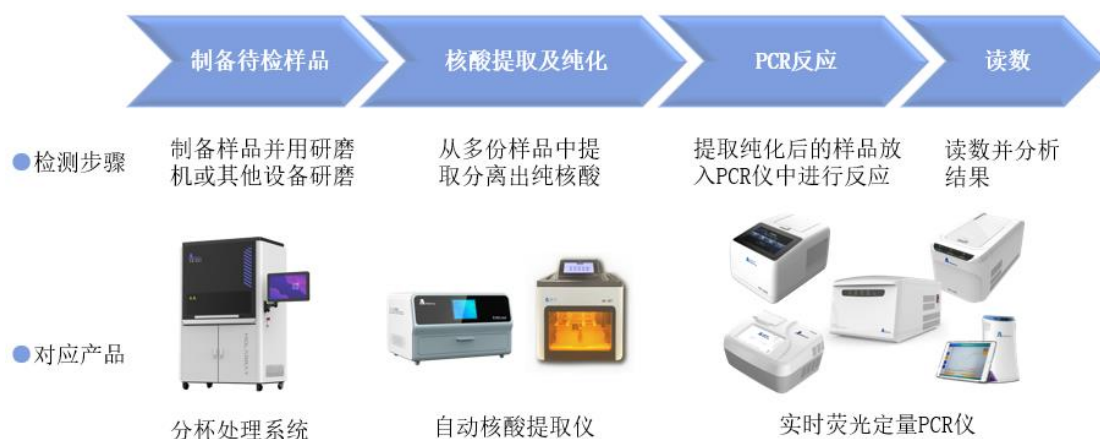 制备待检样品
核酸提取及纯化
PCR反应
读数
检测步骤
制备样品并用研磨
机或其他设备研磨
从多份样品中提
取分离出纯核酸
提取纯化后的样品放
入PCR仪中进行反应
读数并分析
结果
对应产品
分杯处理系统
自动核酸提取仪
实时荧光定量PCR仪